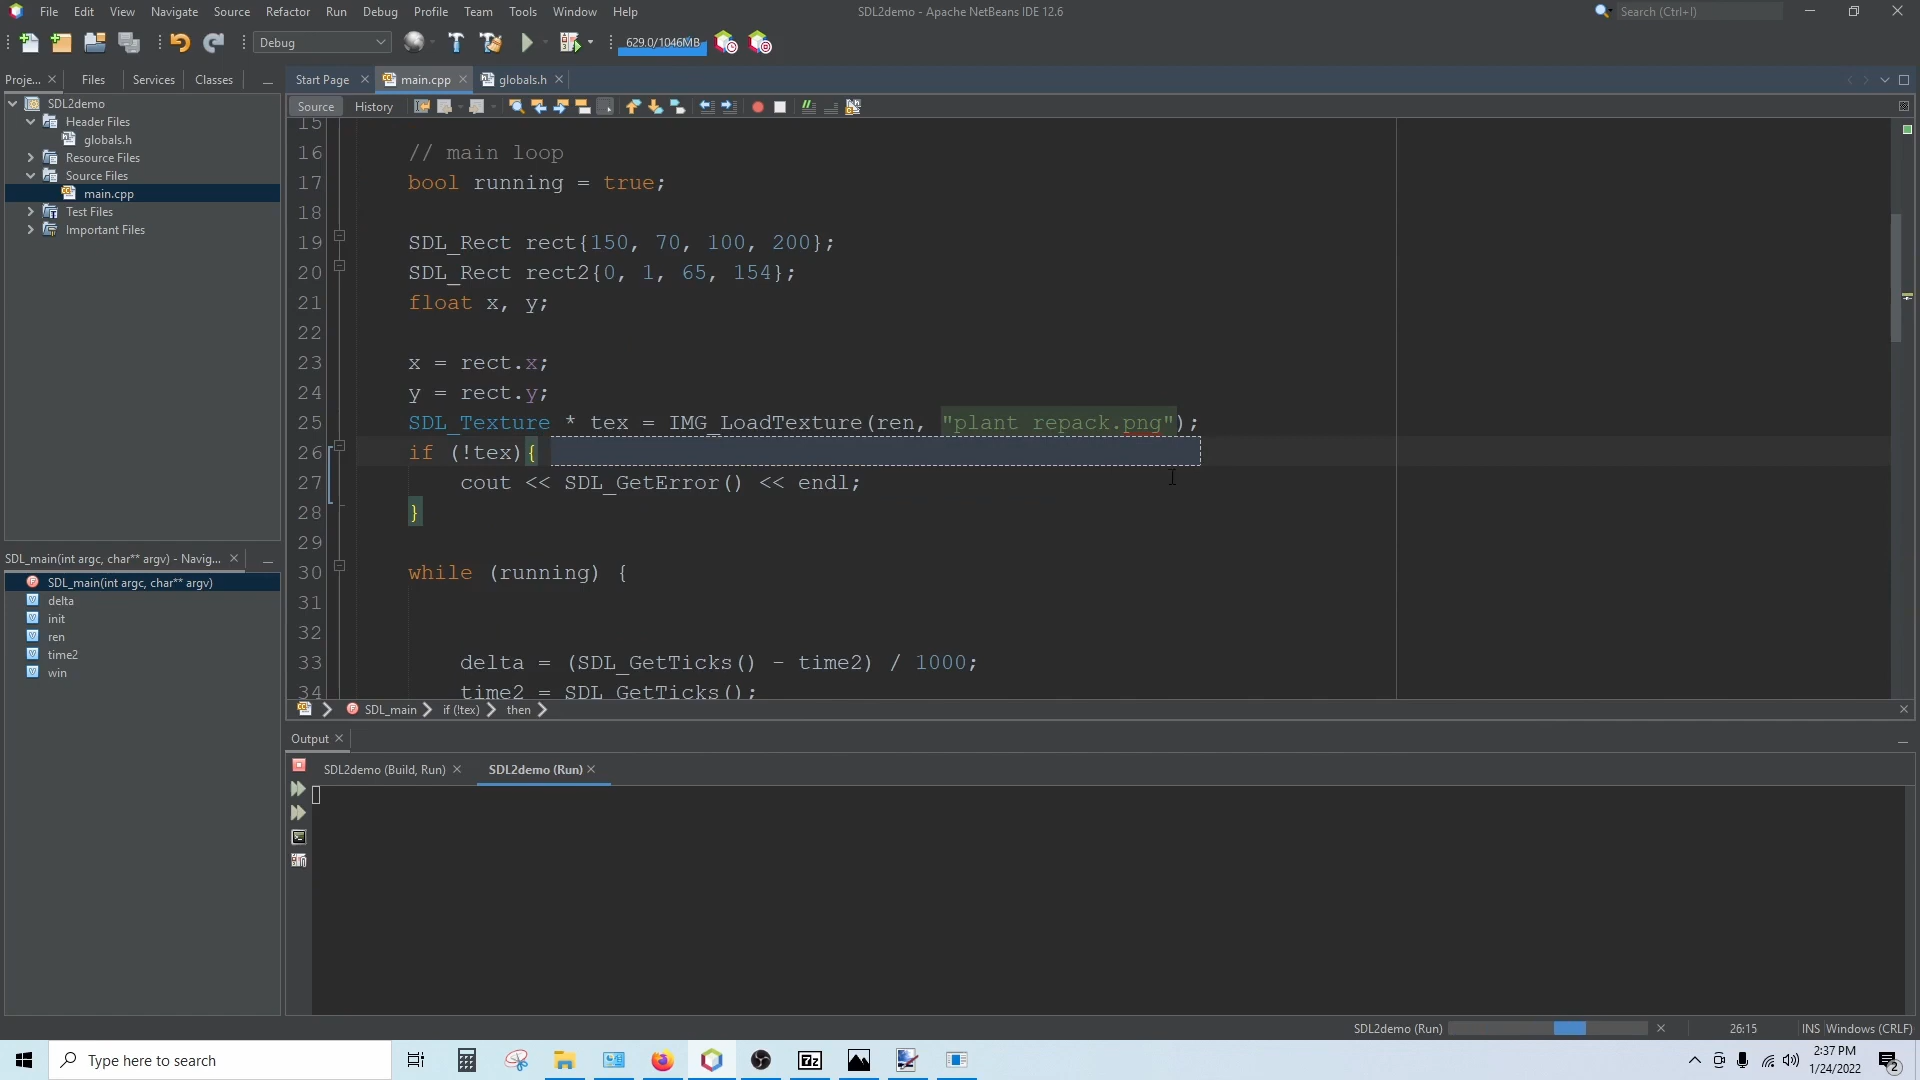 File Edit View Navigate Source Refactor Run Debug Profile Team Tools Window Help
SDL2demo - Apache NetBeans IDE 12.6
Search (Ctrl+I)
Debug
629.0/1046MB
Proje... Files Services Classes
Start Page main.cpp globals.h
SDL2demo
Header Files
globals.h
Resource Files
Source Files
main.cpp
Test Files
Important Files
Source History
15
16 // main loop
17 bool running = true;
18
19 SDL_Rect rect{150, 70, 100, 200};
20 SDL_Rect rect2{0, 1, 65, 154};
21 float x, y;
22
23 x = rect.x;
24 y = rect.y;
25 SDL_Texture * tex = IMG_LoadTexture(ren, "plant repack.png");
26 if (!tex){
27 cout << SDL_GetError() << endl;
28 }
29
30 while (running) {
31
32
33 delta = (SDL_GetTicks() - time2) / 1000;
34 time2 = SDL_GetTicks();
SDL_main if (!tex) then
SDL_main(int argc, char** argv) - Navig...
SDL_main(int argc, char** argv)
delta
init
ren
time2
win
Output
SDL2demo (Build, Run) SDL2demo (Run)
SDL2demo (Run) 26:15 INS Windows (CRLF)
Type here to search
7z
2:37 PM
1/24/2022
2